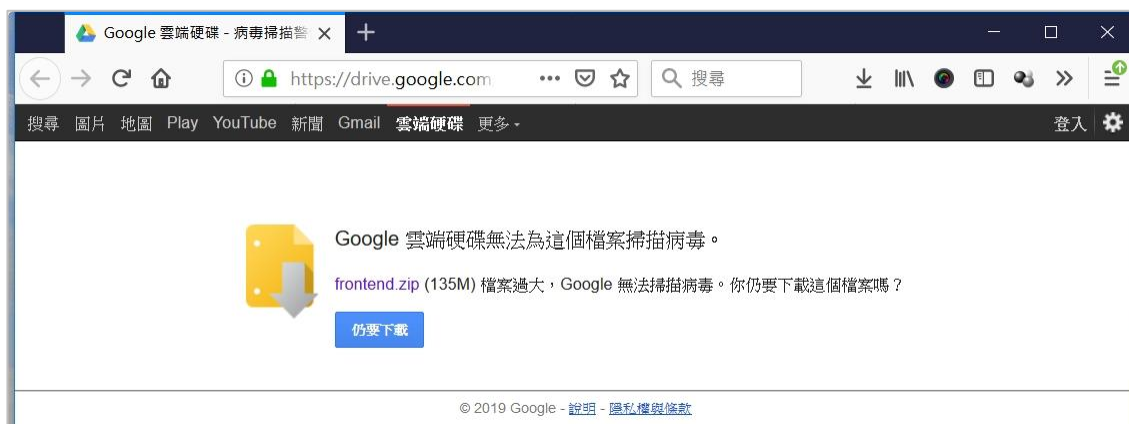 Google 雲端硬碟 - 病毒掃描警
https://drive.google.com
搜尋
搜尋 圖片 地圖 Play YouTube 新聞 Gmail 雲端硬碟 更多 登入
Google 雲端硬碟無法為這個檔案掃描病毒。
frontend.zip (135M) 檔案過大，Google 無法掃描病毒。你仍要下載這個檔案嗎？
仍要下載
© 2019 Google - 說明 - 隱私權與條款